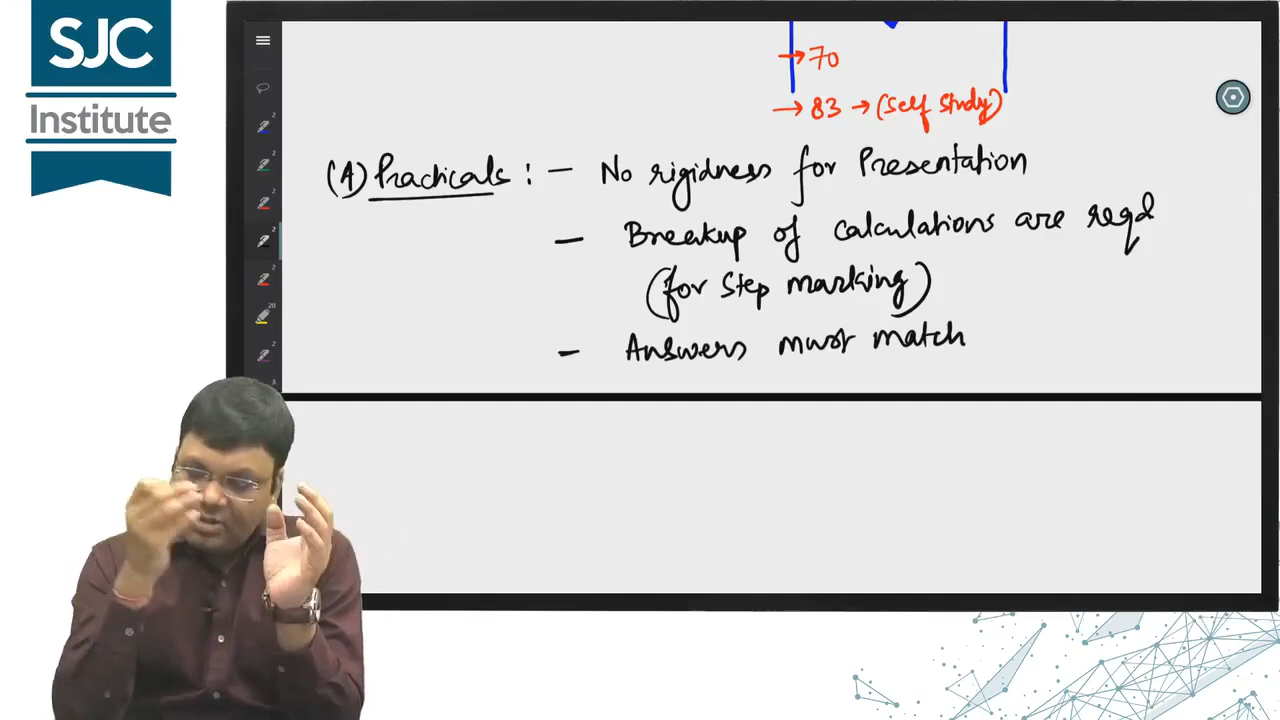 SJC
Institute
→ 70
→ 83 → (Self Study)
(A) Practicals : - No rigidness for Presentation
- Breakup of calculations are reqd
(for Step marking)
- Answers must match